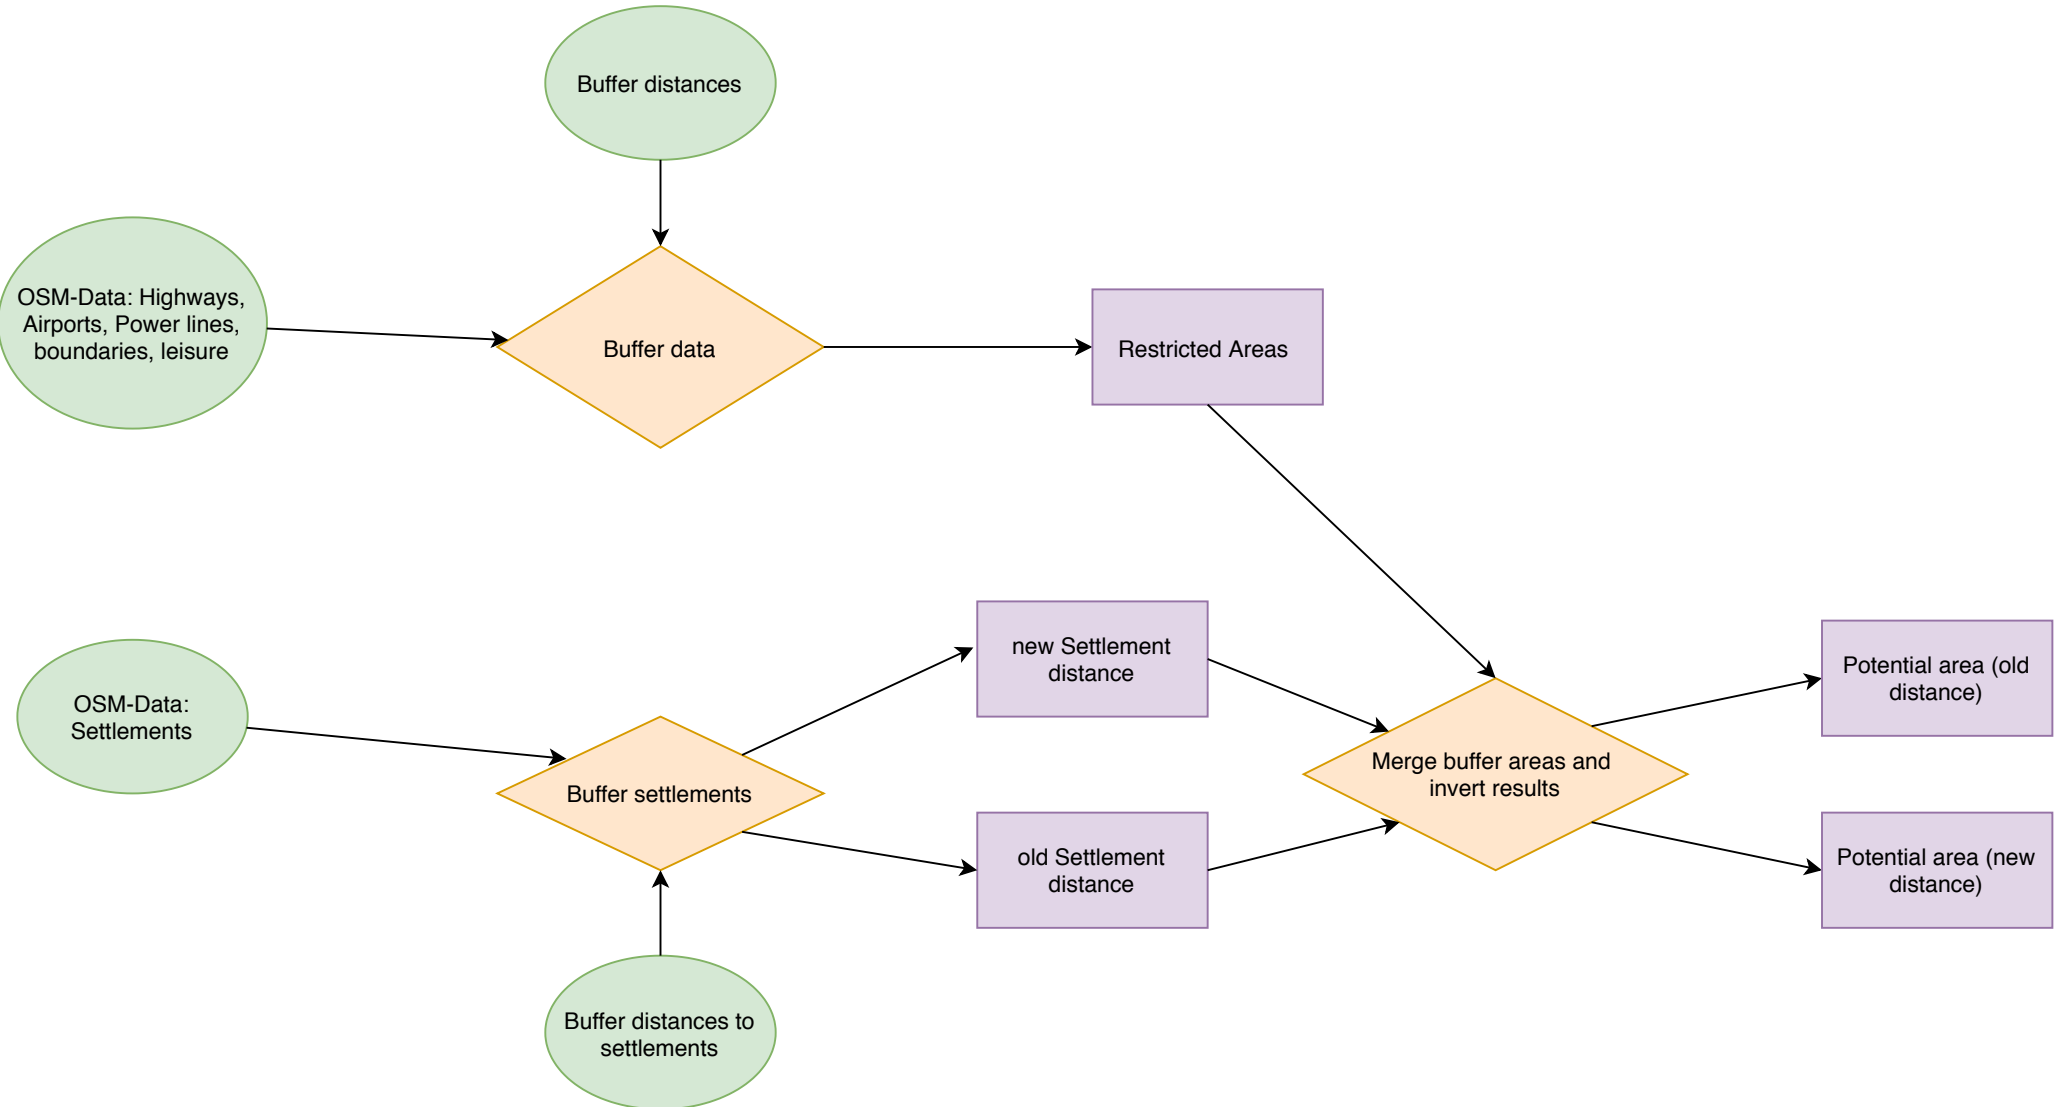 Buffer distances
OSM-Data: Highways,
Airports, Power lines,
boundaries, leisure
Buffer data
Restricted Areas
new Settlement
distance
Potential area (old
distance)
OSM-Data:
Settlements
Buffer settlements
Merge buffer areas and
invert results
old Settlement
distance
Potential area (new
distance)
Buffer distances to
settlements